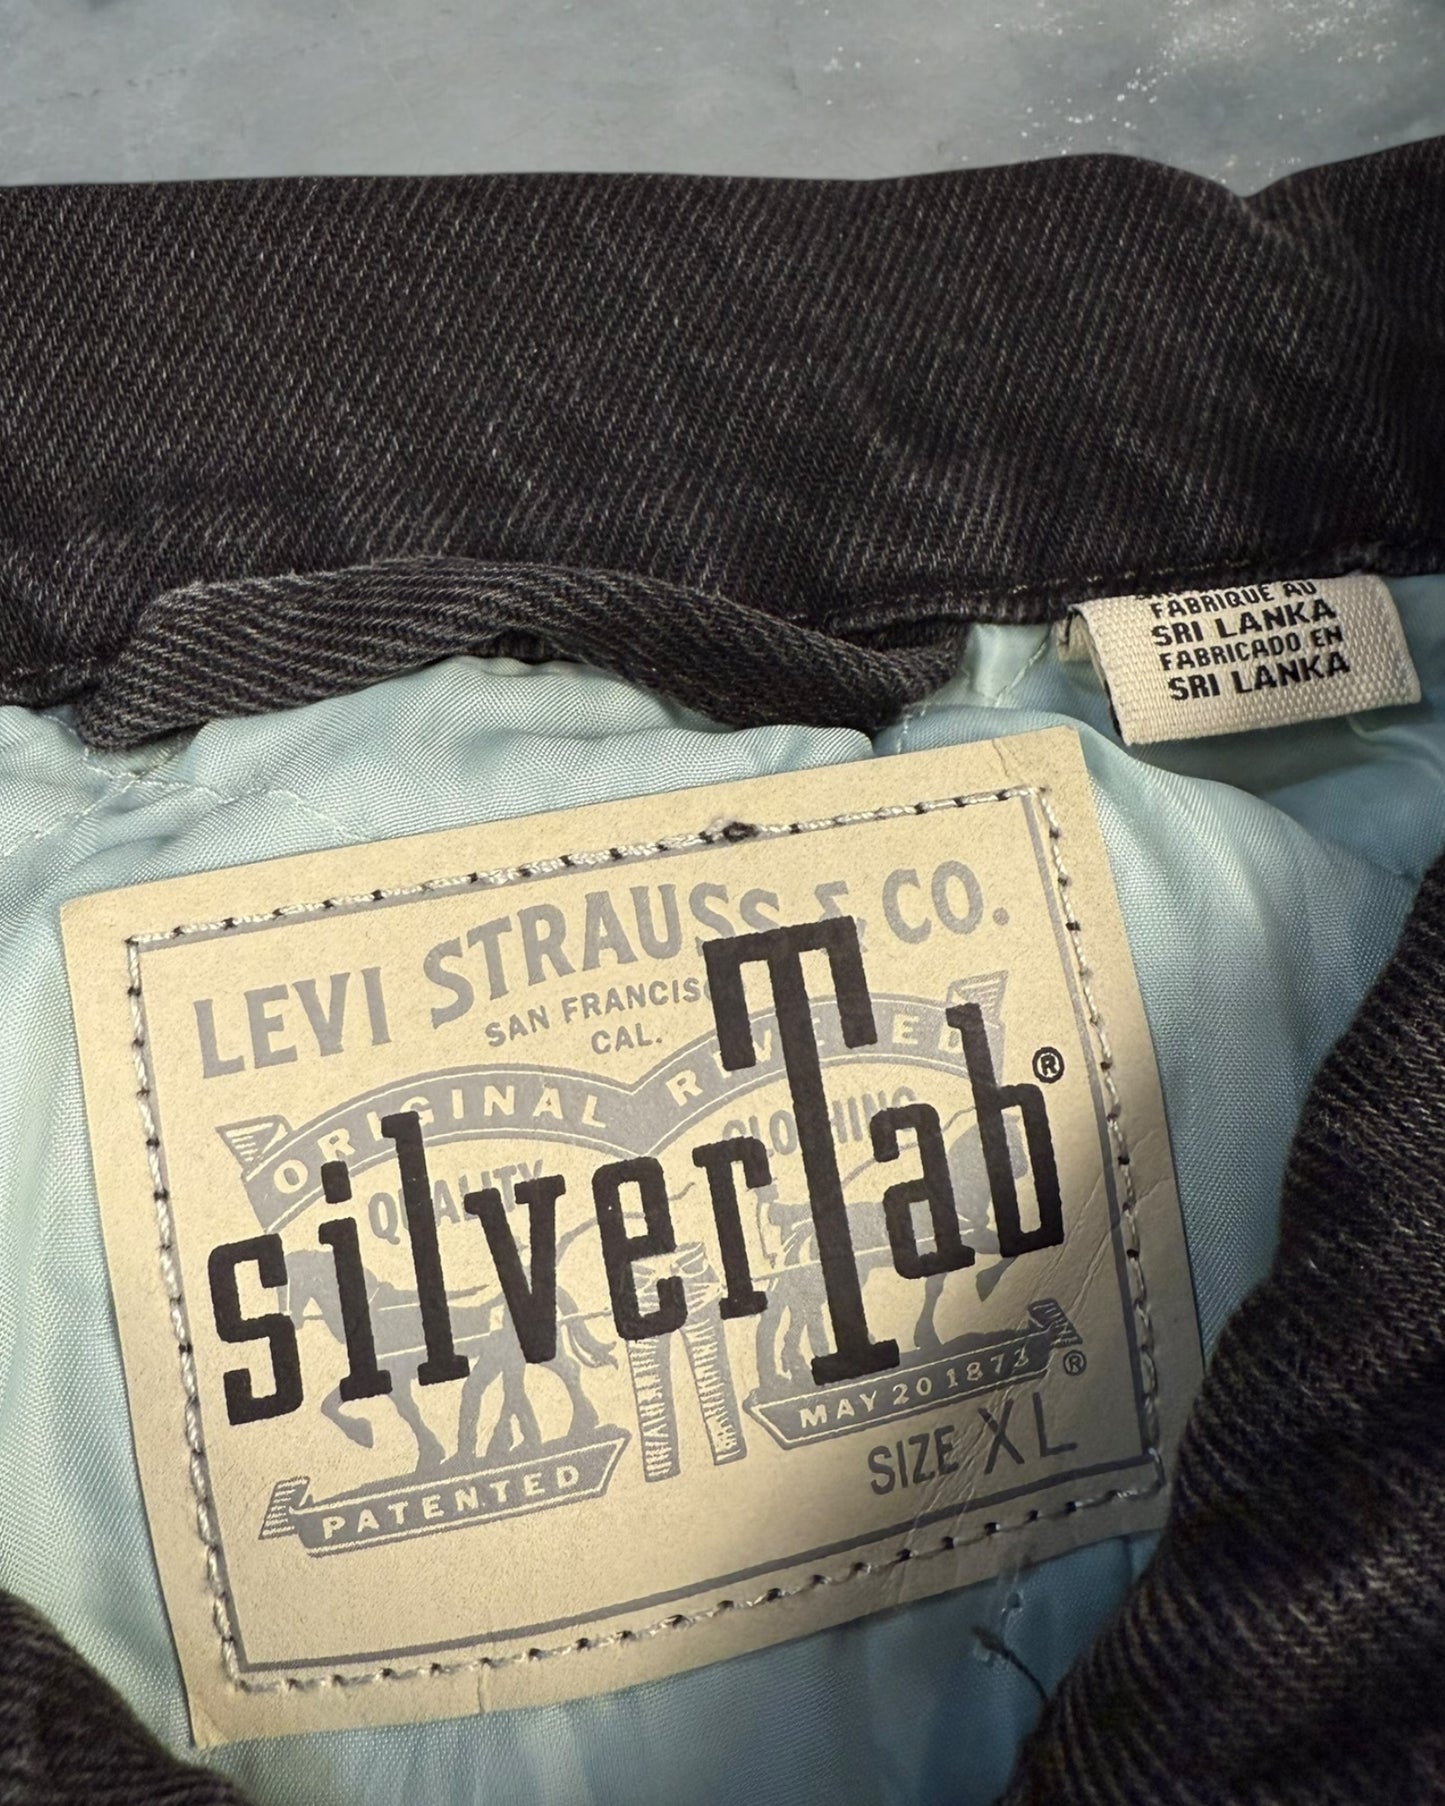 FABRIQUE AU
SRI LANKA
FABRICADO EN
SRI LANKA
LEVI STRAUSS & CO.
SAN FRANCISCO
CAL.
ORIGINAL RIVETED
QUALITY CLOTHING
silverTab®
PATENTED
MAY 20 1873
®
SIZE XL